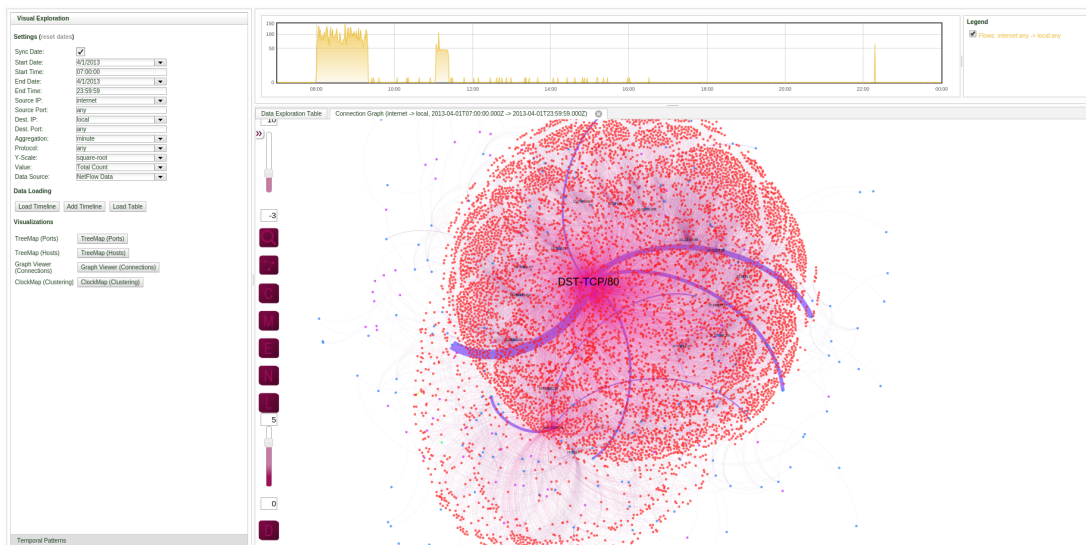 Visual Exploration
Settings (reset dates)
Sync Date:
Start Date: 4/1/2013
Start Time: 07:00:00
End Date: 4/1/2013
End Time: 23:59:59
Source IP: internet
Source Port: any
Dest. IP: local
Dest. Port: any
Aggregation: minute
Protocol: any
Y-Scale: square-root
Value: Total Count
Data Source: NetFlow Data
Data Loading
Load Timeline Add Timeline Load Table
Visualizations
TreeMap (Ports) TreeMap (Ports)
TreeMap (Hosts) TreeMap (Hosts)
Graph Viewer
(Connections) Graph Viewer (Connections)
ClockMap (Clustering) ClockMap (Clustering)
Temporal Patterns
150
100
50
0
08:00 10:00 12:00 14:00 16:00 18:00 20:00 22:00 00:00
Legend
Flows: internet:any -> local:any
Data Exploration Table Connection Graph (internet -> local, 2013-04-01T07:00:00.000Z -> 2013-04-01T23:59:59.000Z)
10
-3
C
M
E
N
L
5
0
D
DST-TCP/80